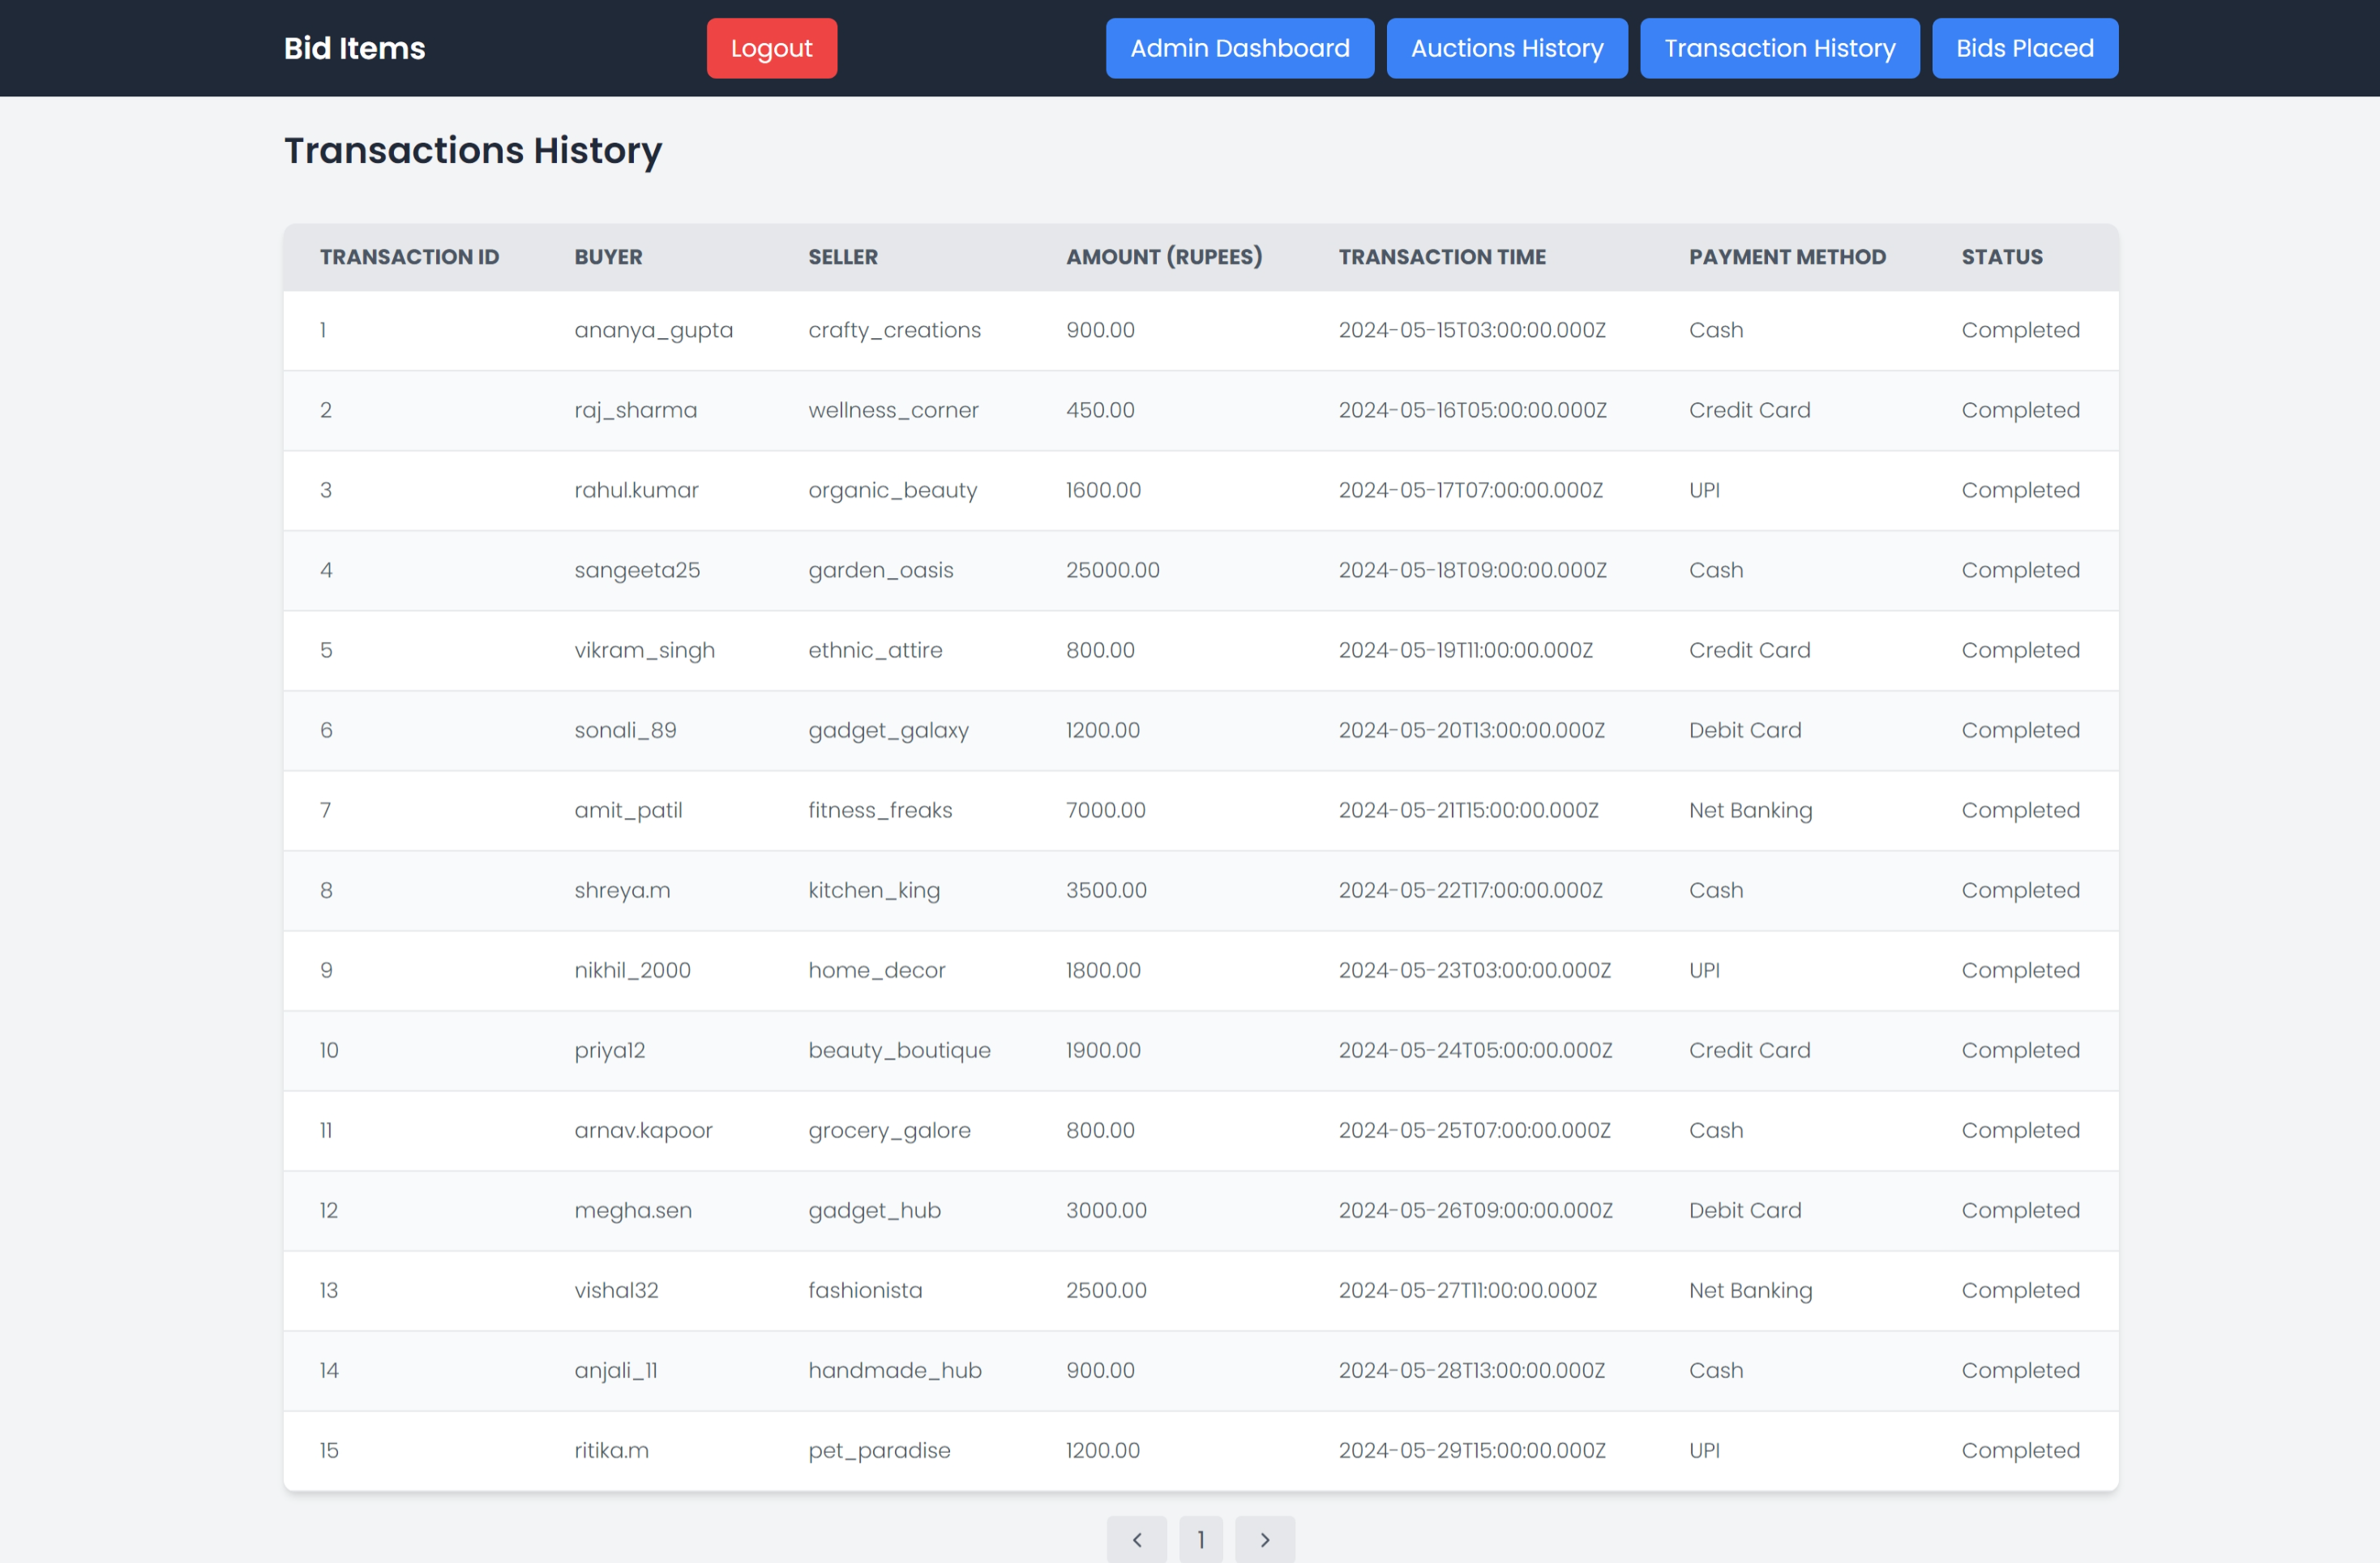 Bid Items Logout Admin Dashboard Auctions History Transaction History Bids Placed
Transactions History
TRANSACTION ID BUYER SELLER AMOUNT (RUPEES) TRANSACTION TIME PAYMENT METHOD STATUS
1 ananya_gupta crafty_creations 900.00 2024-05-15T03:00:00.000Z Cash Completed
2 raj_sharma wellness_corner 450.00 2024-05-16T05:00:00.000Z Credit Card Completed
3 rahul.kumar organic_beauty 1600.00 2024-05-17T07:00:00.000Z UPI Completed
4 sangeeta25 garden_oasis 25000.00 2024-05-18T09:00:00.000Z Cash Completed
5 vikram_singh ethnic_attire 800.00 2024-05-19T11:00:00.000Z Credit Card Completed
6 sonali_89 gadget_galaxy 1200.00 2024-05-20T13:00:00.000Z Debit Card Completed
7 amit_patil fitness_freaks 7000.00 2024-05-21T15:00:00.000Z Net Banking Completed
8 shreya.m kitchen_king 3500.00 2024-05-22T17:00:00.000Z Cash Completed
9 nikhil_2000 home_decor 1800.00 2024-05-23T03:00:00.000Z UPI Completed
10 priya12 beauty_boutique 1900.00 2024-05-24T05:00:00.000Z Credit Card Completed
11 arnav.kapoor grocery_galore 800.00 2024-05-25T07:00:00.000Z Cash Completed
12 megha.sen gadget_hub 3000.00 2024-05-26T09:00:00.000Z Debit Card Completed
13 vishal32 fashionista 2500.00 2024-05-27T11:00:00.000Z Net Banking Completed
14 anjali_11 handmade_hub 900.00 2024-05-28T13:00:00.000Z Cash Completed
15 ritika.m pet_paradise 1200.00 2024-05-29T15:00:00.000Z UPI Completed
1